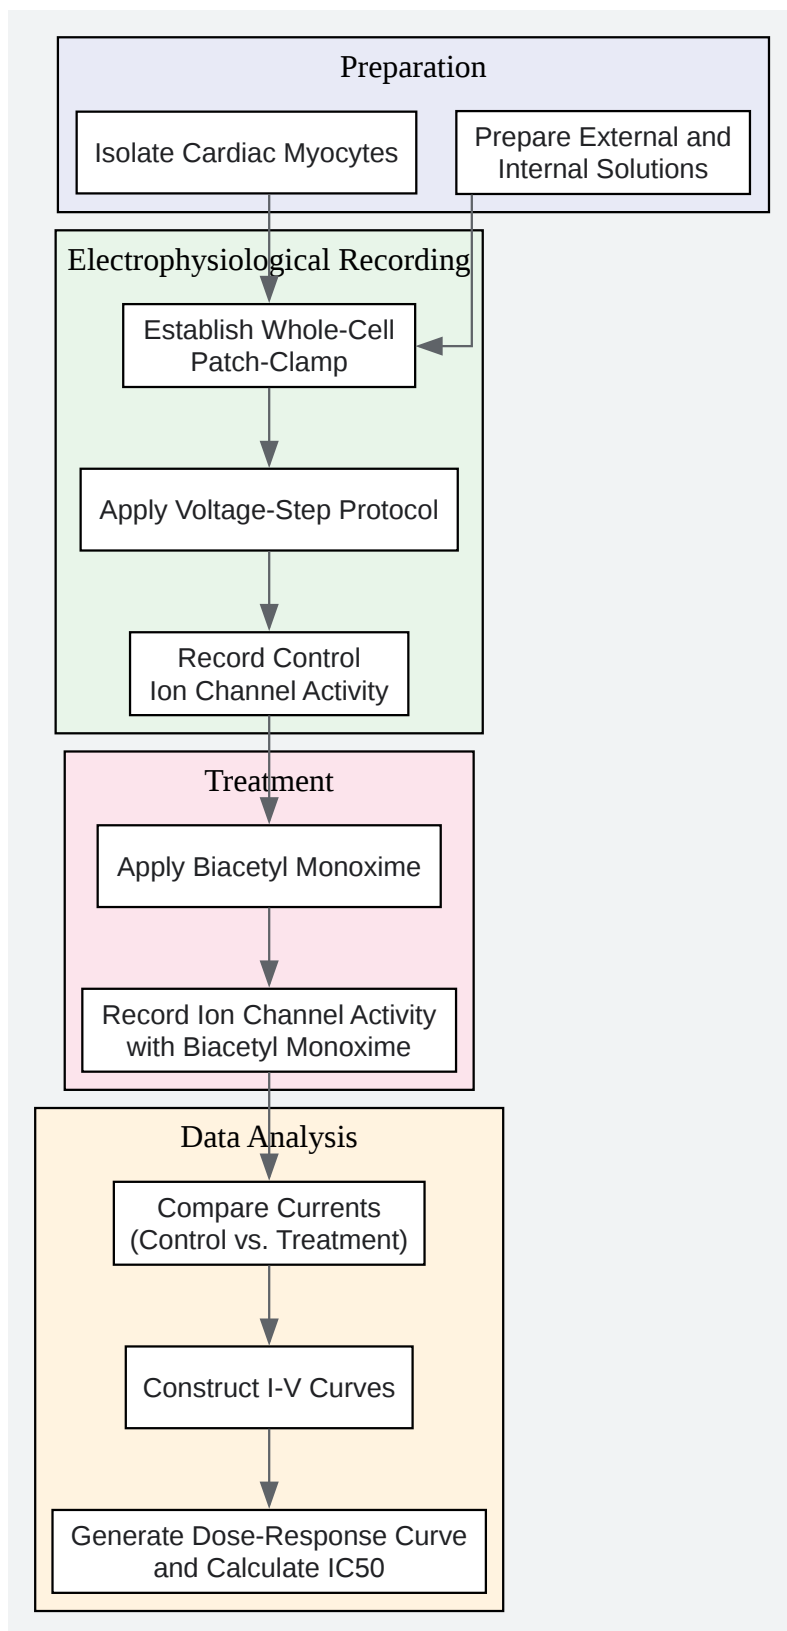 Preparation
Isolate Cardiac Myocytes
Prepare External and
Internal Solutions
Electrophysiological Recording
Establish Whole-Cell
Patch-Clamp
Apply Voltage-Step Protocol
Record Control
Ion Channel Activity
Treatment
Apply Biacetyl Monoxime
Record Ion Channel Activity
with Biacetyl Monoxime
Data Analysis
Compare Currents
(Control vs. Treatment)
Construct I-V Curves
Generate Dose-Response Curve
and Calculate IC50